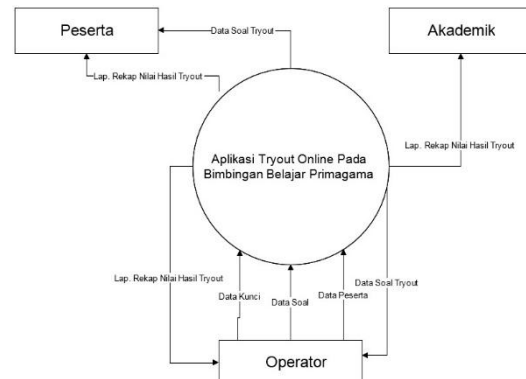 Peserta
Data Soal Tryout
Akademik
Lap. Rekap Nilai Hasil Tryout
Aplikasi Tryout Online Pada
Bimbingan Belajar Primagama
Lap. Rekap Nilai Hasil Tryout
Lap. Rekap Nilai Hasil Tryout
Data Kunci
Data Soal
Data Peserta
Data Soal Tryout
Operator